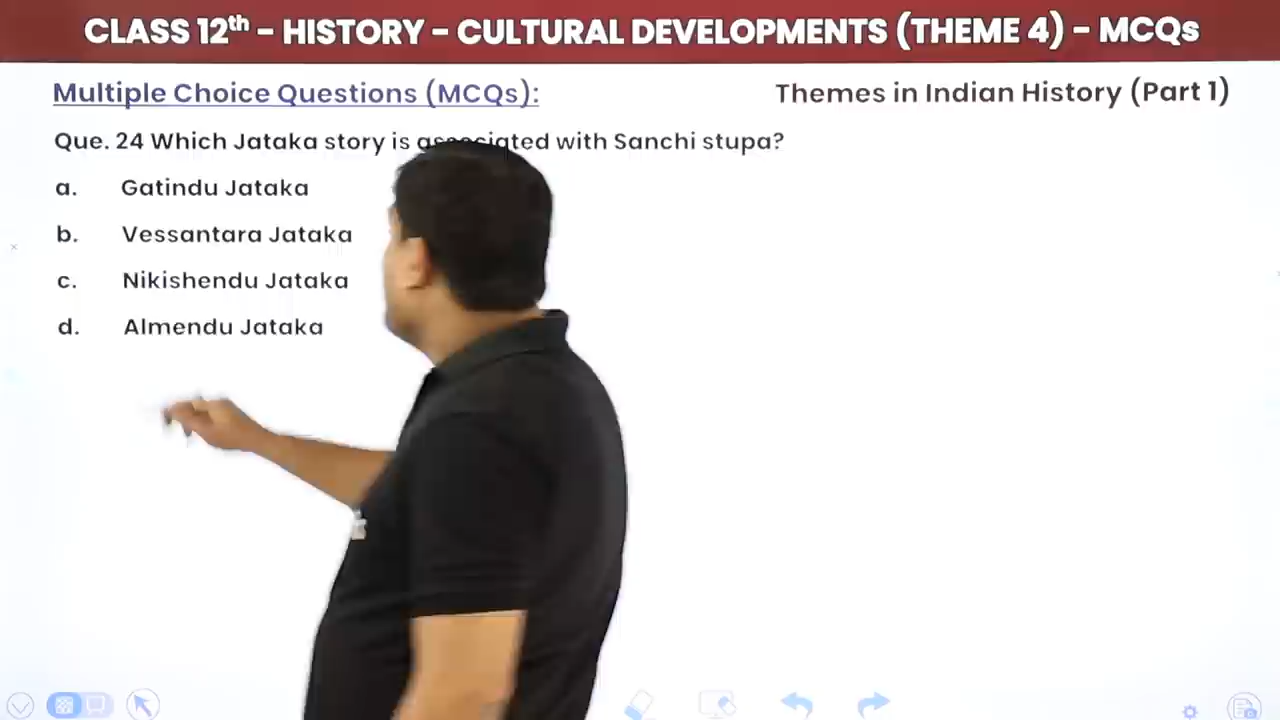 CLASS 12th - HISTORY - CULTURAL DEVELOPMENTS (THEME 4) - MCQs
Multiple Choice Questions (MCQs): Themes in Indian History (Part 1)
Que. 24 Which Jataka story is associated with Sanchi stupa?
a. Gatindu Jataka
b. Vessantara Jataka
c. Nikishendu Jataka
d. Almendu Jataka